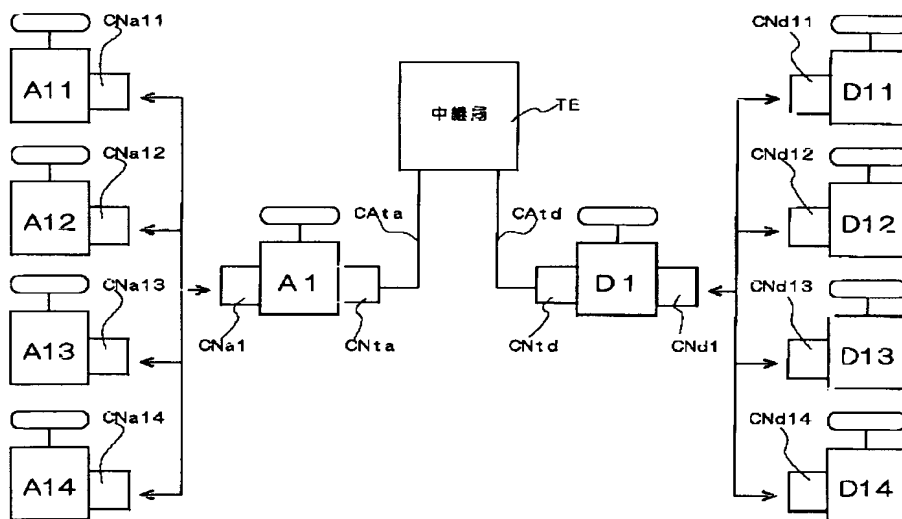 CNa11
A11
CNa12
A12
CNa13
A13
CNa14
A14
中継器
TE
CAta
CAtd
A1
D1
CNa1
CNta
CNtd
CNd1
CNd11
D11
CNd12
D12
CNd13
D13
CNd14
D14